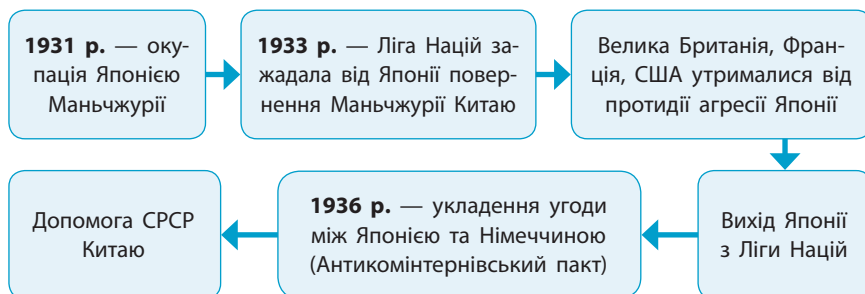 1931 р. — оку-
пація Японією
Маньчжурії
1933 р. — Ліга Націй за-
жадала від Японії повер-
нення Маньчжурії Китаю
Велика Британія, Фран-
ція, США утрималися від
протидії агресії Японії
Вихід Японії
з Ліги Націй
1936 р. — укладення угоди
між Японією та Німеччиною
(Антикомінтернівський пакт)
Допомога СРСР
Китаю